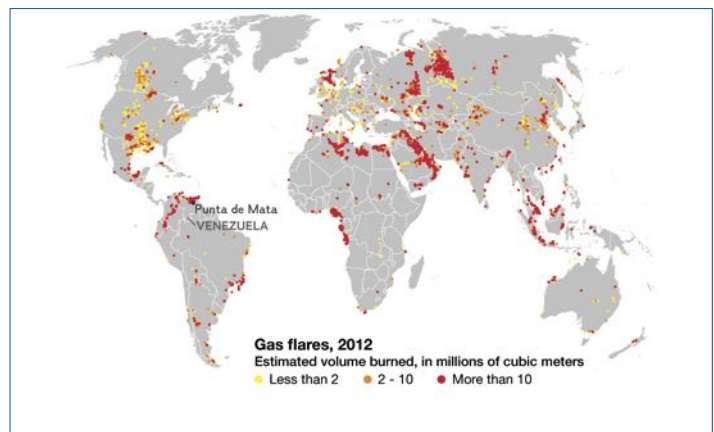 Punta de Mata
VENEZUELA
Gas flares, 2012
Estimated volume burned, in millions of cubic meters
Less than 2 2 - 10 More than 10